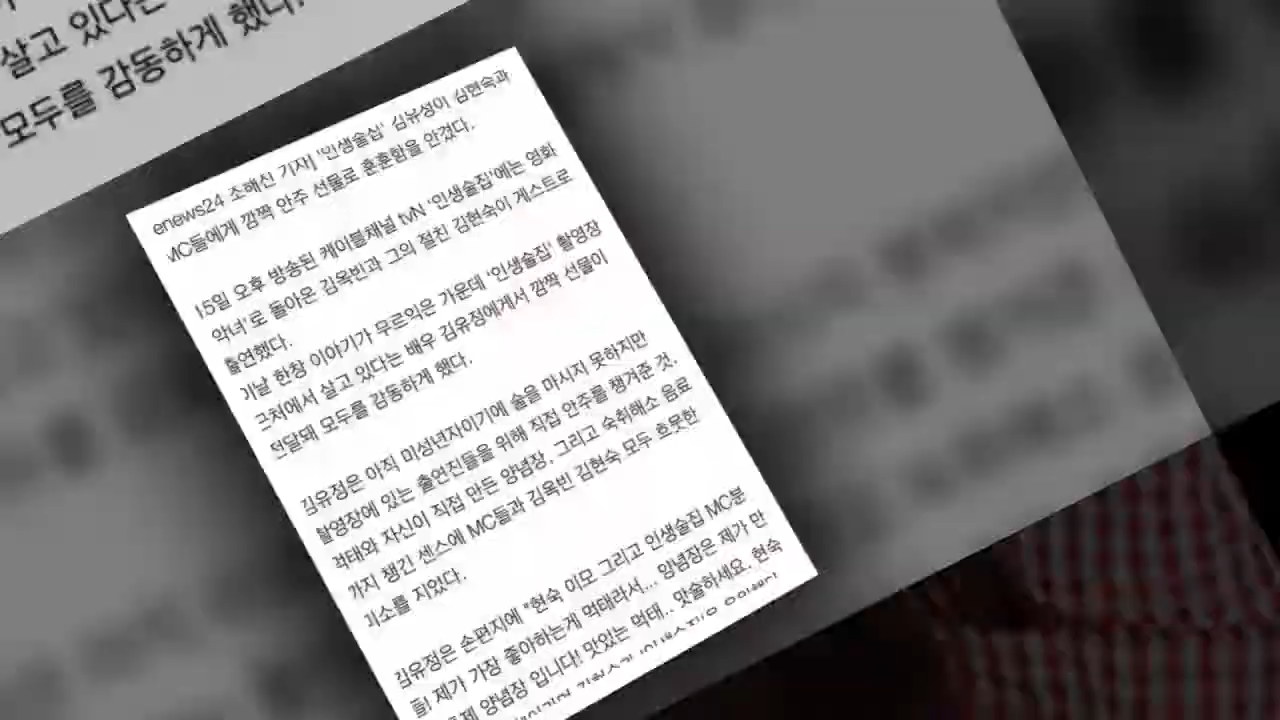 살고 있다는
모두를 감동하게 했다.
enews24 조해진 기자] '인생술집' 김유정이 김현숙과
MC들에게 깜짝 안주 선물로 훈훈함을 안겼다.
15일 오후 방송된 케이블채널 tvN '인생술집'에는 영화
악녀'로 돌아온 김옥빈과 그의 절친 김현숙이 게스트로
출연했다.
이날 한창 이야기가 무르익은 가운데 '인생술집' 촬영장
근처에서 살고 있다는 배우 김유정에게서 깜짝 선물이
전달돼 모두를 감동하게 했다.
김유정은 아직 미성년자이기에 술을 마시지 못하지만
촬영장에 있는 출연진들을 위해 직접 안주를 챙겨준 것.
먹태와 자신이 직접 만든 양념장, 그리고 숙취해소 음료
까지 챙긴 센스에 MC들과 김옥빈 김현숙 모두 흐뭇한
미소를 지었다.
김유정은 손편지에 "현숙 이모 그리고 인생술집 MC분
들! 제가 가장 좋아하는게 먹태라서... 양념장은 제가 만
양념장 입니다! 맛있는 먹태.. 맛술하세요. 현숙